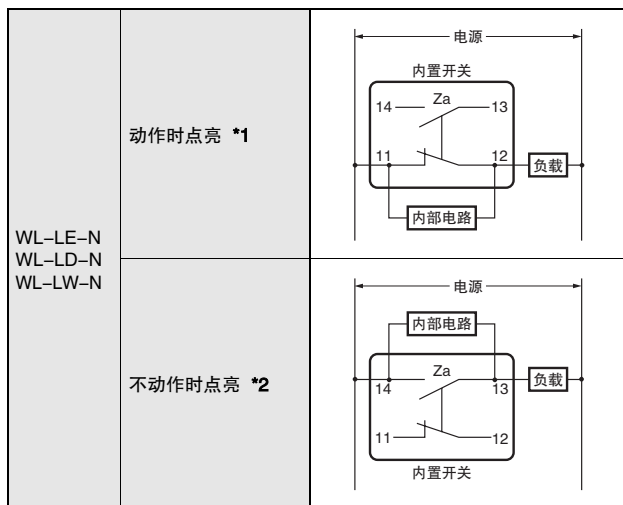 WL-LE-N
WL-LD-N
WL-LW-N
动作时点亮 *1
电源
内置开关
14 Za 13
11 12
负载
内部电路
不动作时点亮 *2
电源
内部电路
Za
14 13
负载
11 12
内置开关